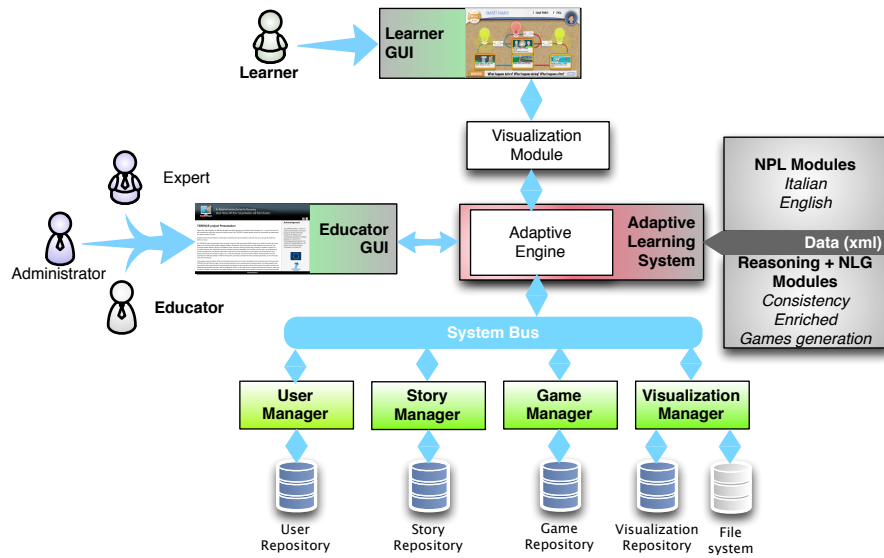 Learner
GUI
Learner
Visualization
Module
Expert
Administrator
Educator
Educator
GUI
Adaptive
Engine
Adaptive
Learning
System
NPL Modules
Italian
English
Data (xml)
Reasoning + NLG
Modules
Consistency
Enriched
Games generation
System Bus
User
Manager
Story
Manager
Game
Manager
Visualization
Manager
User
Repository
Story
Repository
Game
Repository
Visualization
Repository
File
system